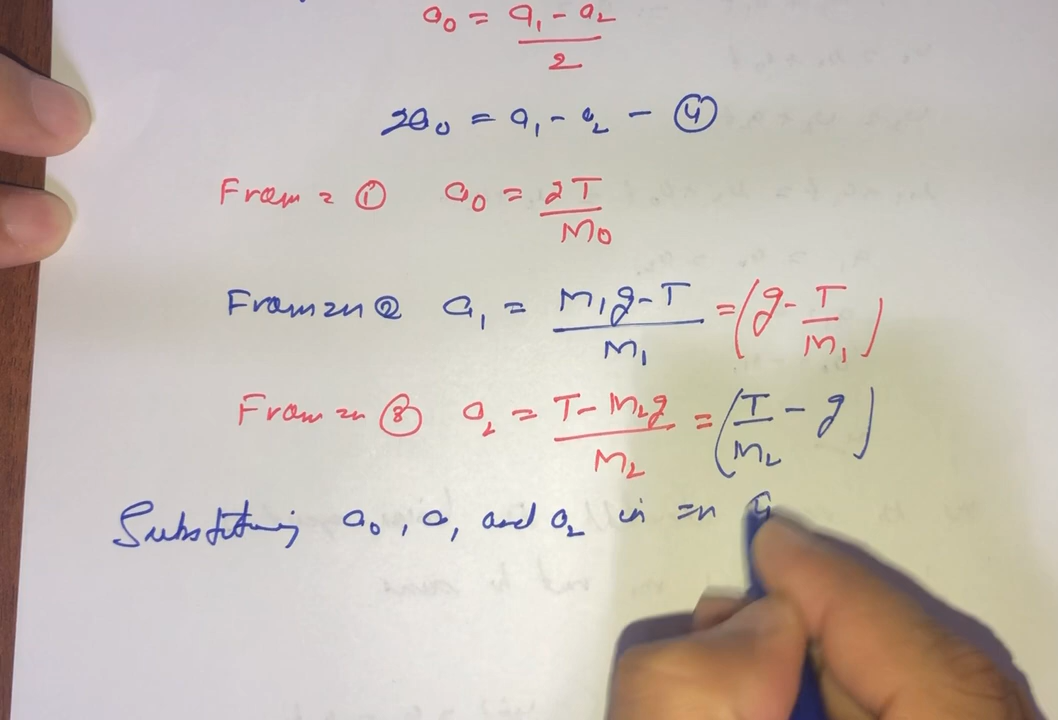 a₀ = a₁ - a₂ / 2
2a₀ = a₁ - a₂ - ④
From = ① a₀ = 2T / M₀
From =n ② a₁ = m₁g - T / m₁ = (g - T / m₁)
From =n ③ a₂ = T - m₂g / m₂ = (T / m₂ - g)
Substituting a₀, a₁ and a₂ in =n